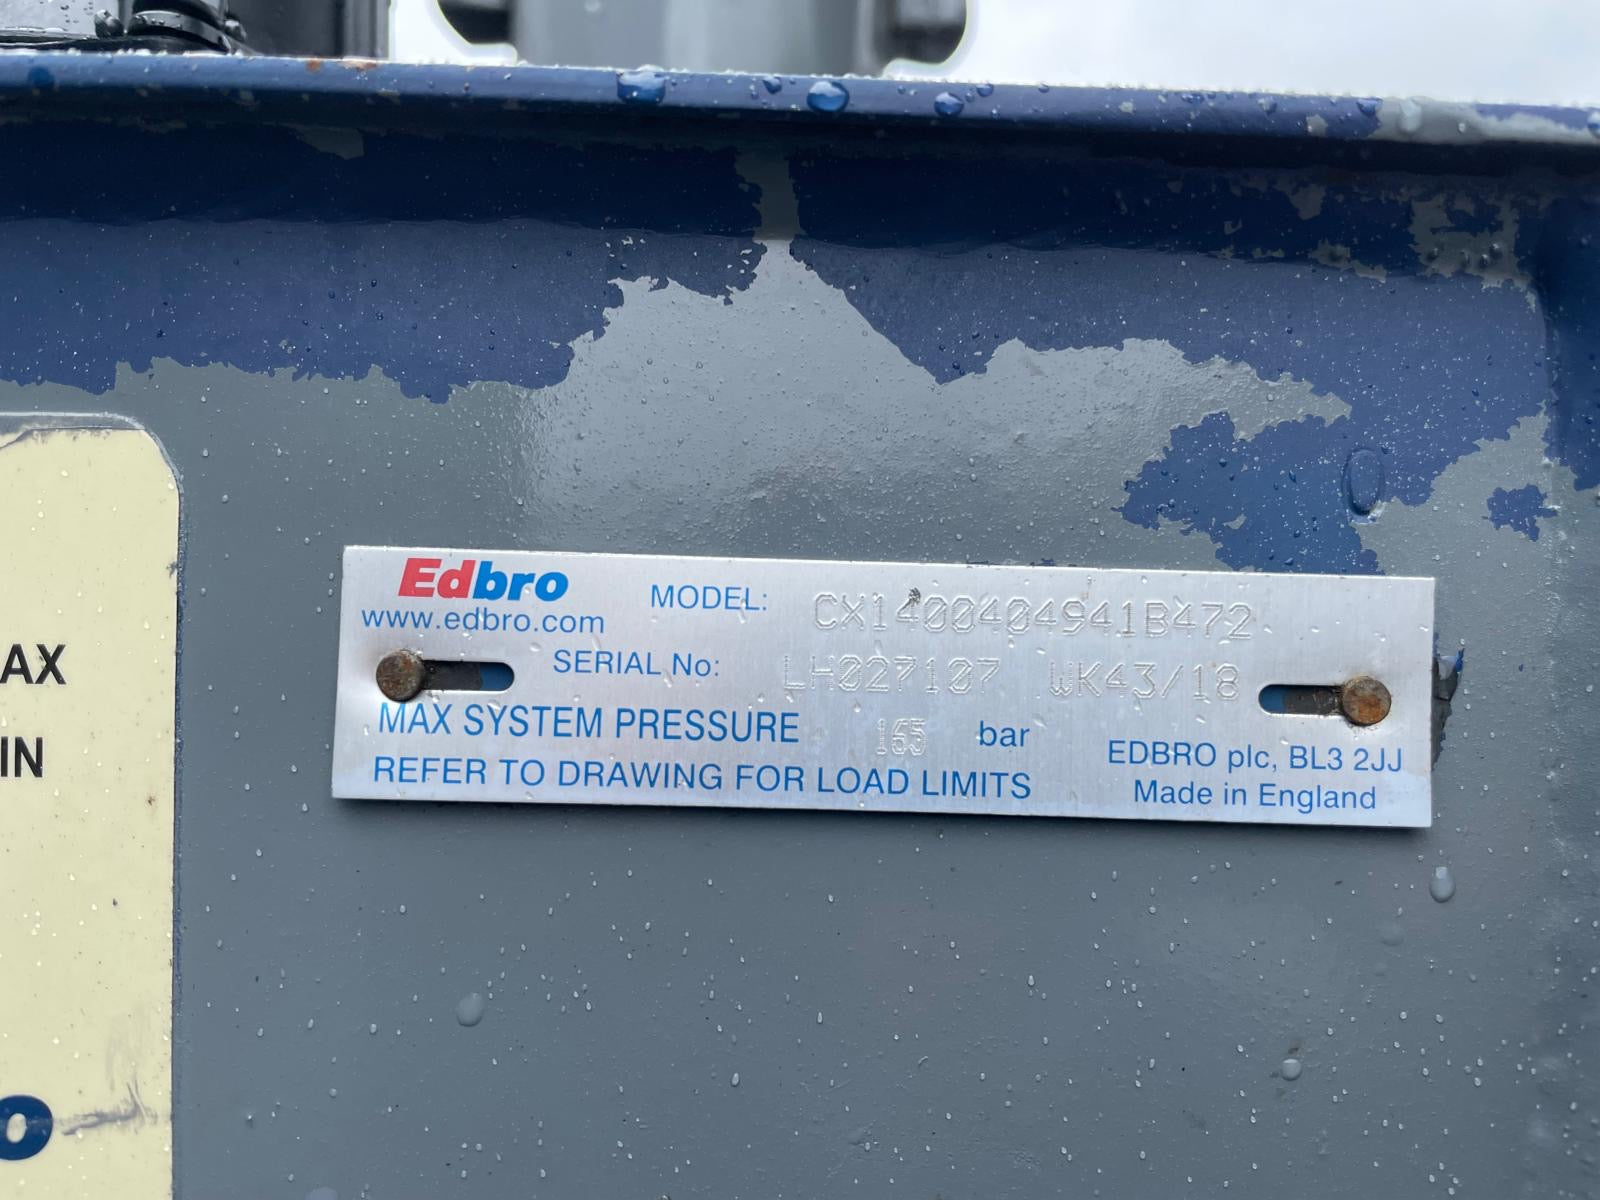 Edbro
www.edbro.com
MODEL: CX1400404941B472
SERIAL No: LH027107 WK43/18
MAX SYSTEM PRESSURE 165 bar
REFER TO DRAWING FOR LOAD LIMITS
EDBRO plc, BL3 2JJ
Made in England
AX
IN
o